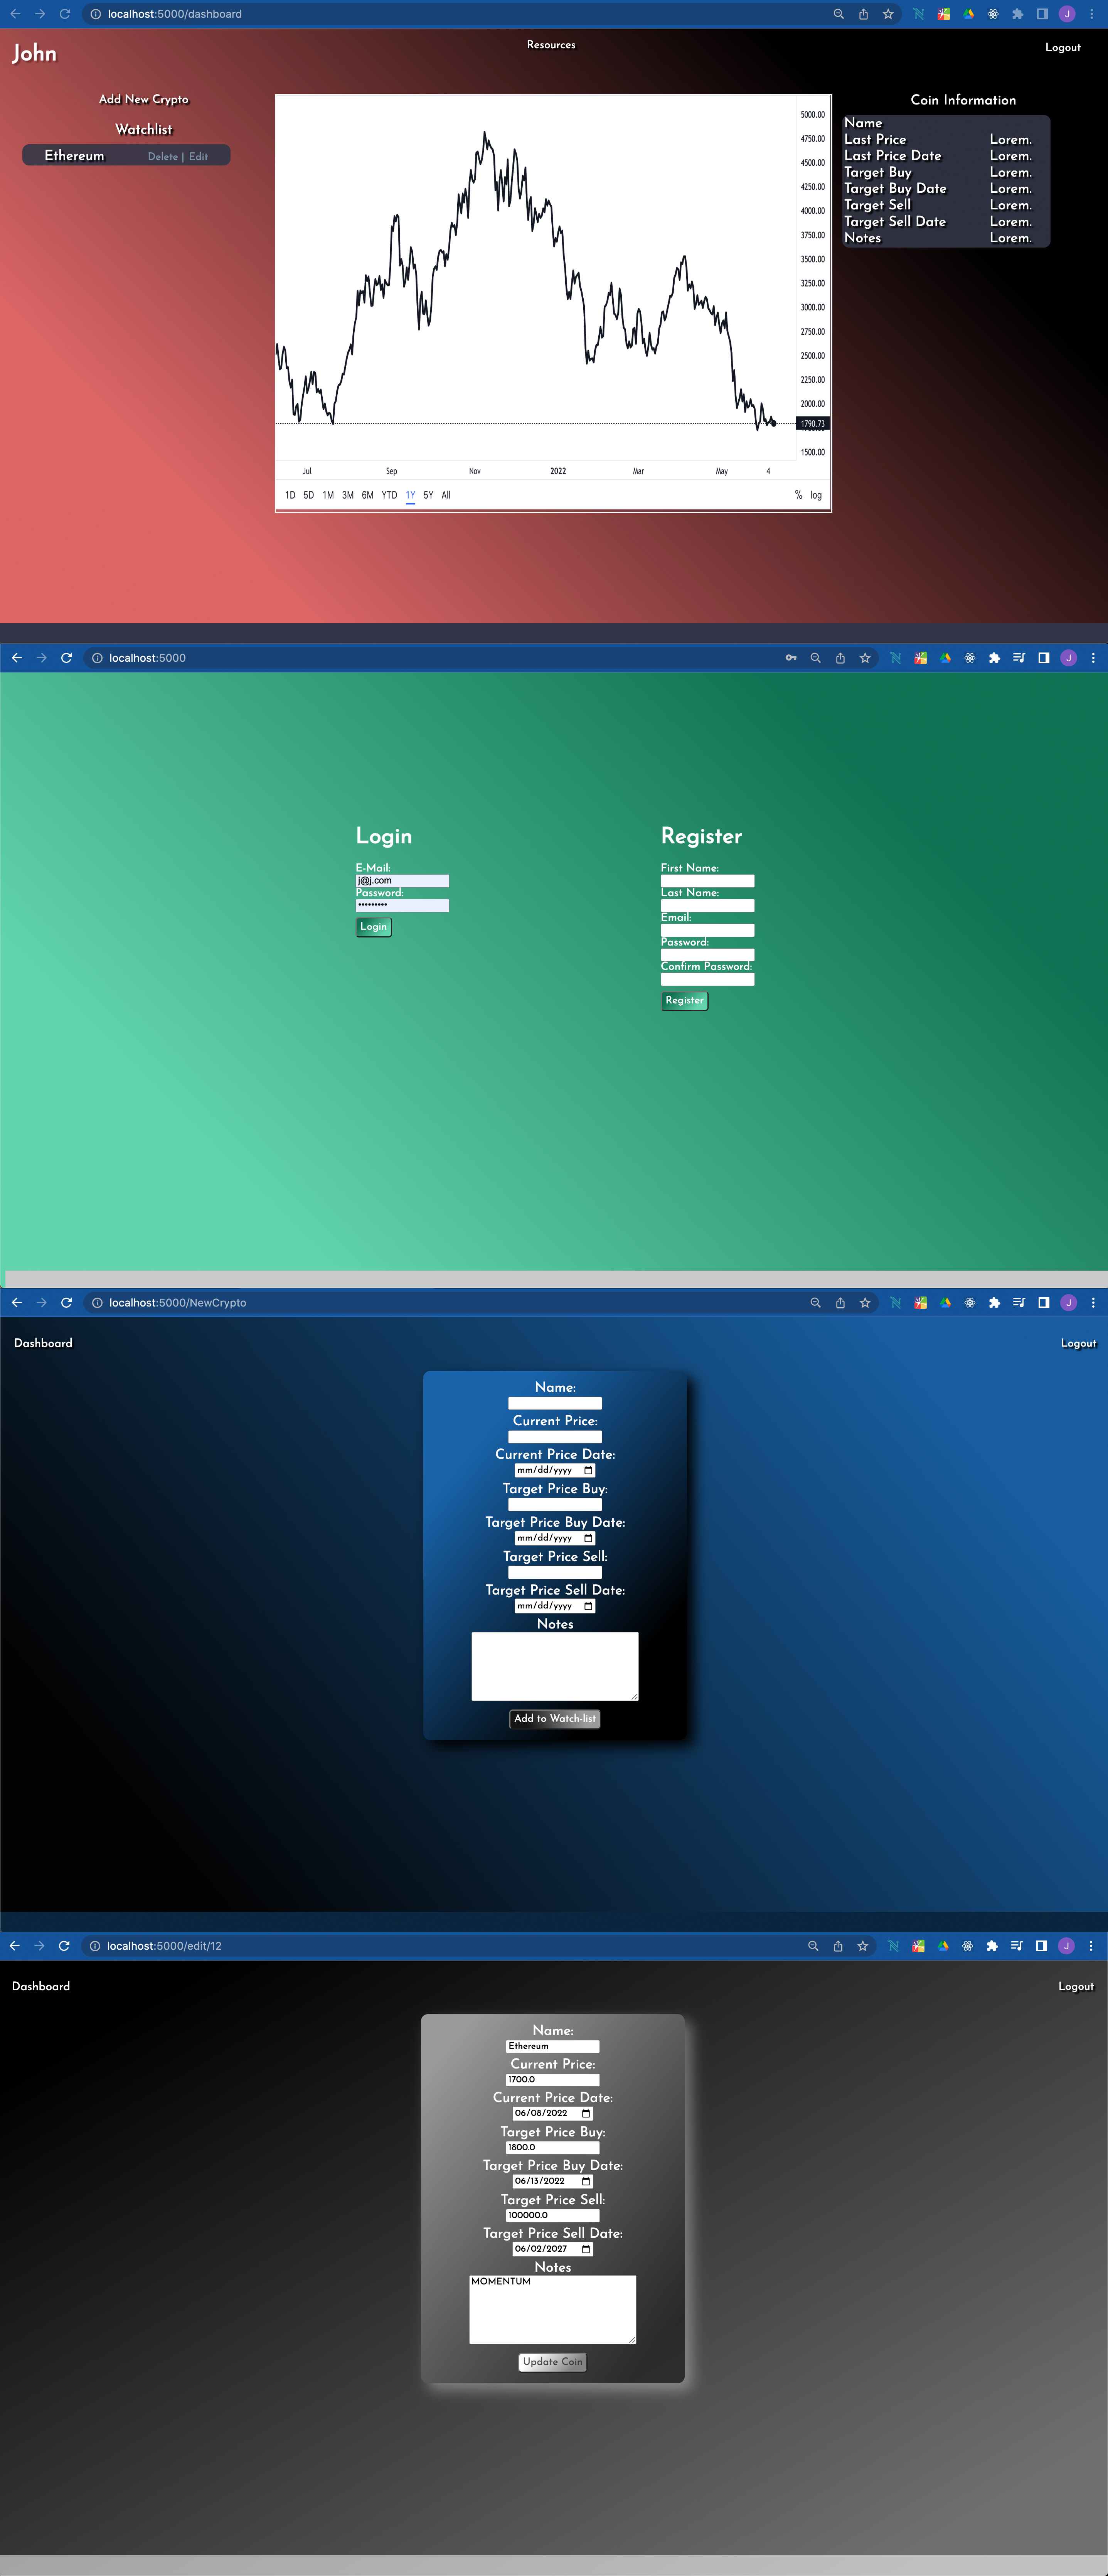 localhost:5000/dashboard
J
John
Resources
Logout
Add New Crypto
Watchlist
Ethereum Delete | Edit
5000.00
4750.00
4500.00
4250.00
4000.00
3750.00
3500.00
3250.00
3000.00
2750.00
2500.00
2250.00
2000.00
1790.73
1500.00
Jul Sep Nov 2022 Mar May 4
1D 5D 1M 3M 6M YTD 1Y 5Y All % log
Coin Information
Name
Last Price Lorem.
Last Price Date Lorem.
Target Buy Lorem.
Target Buy Date Lorem.
Target Sell Lorem.
Target Sell Date Lorem.
Notes Lorem.
localhost:5000
J
Login
E-Mail:
j@j.com
Password:
•••••••••
Login
Register
First Name:
Last Name:
Email:
Password:
Confirm Password:
Register
localhost:5000/NewCrypto
J
Dashboard
Logout
Name:
Current Price:
Current Price Date:
mm/dd/yyyy
Target Price Buy:
Target Price Buy Date:
mm/dd/yyyy
Target Price Sell:
Target Price Sell Date:
mm/dd/yyyy
Notes
Add to Watch-list
localhost:5000/edit/12
J
Dashboard
Logout
Name:
Ethereum
Current Price:
1700.0
Current Price Date:
06/08/2022
Target Price Buy:
1800.0
Target Price Buy Date:
06/13/2022
Target Price Sell:
100000.0
Target Price Sell Date:
06/02/2027
Notes
MOMENTUM
Update Coin